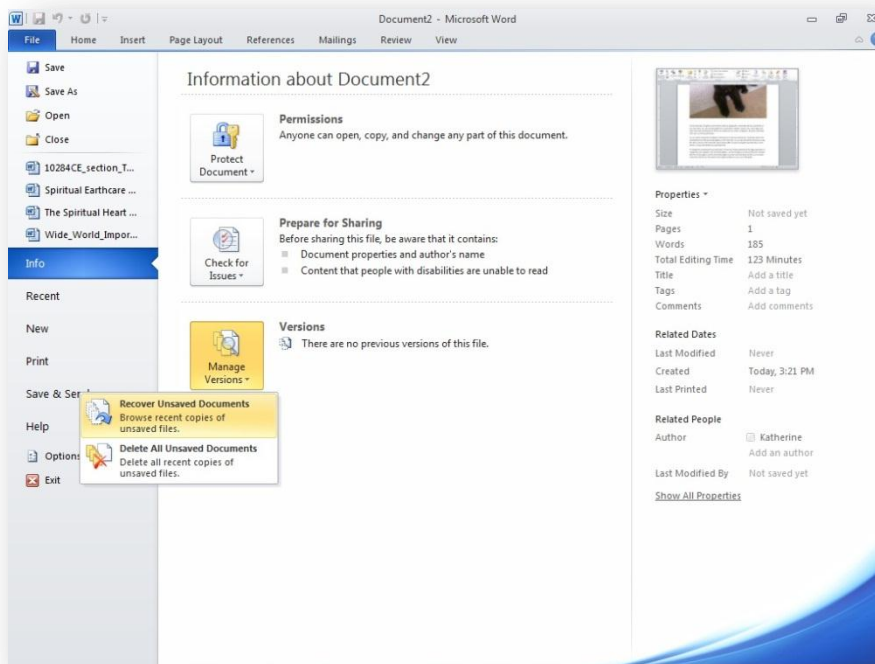 W
Document2 - Microsoft Word
File Home Insert Page Layout References Mailings Review View
Save
Save As
Open
Close
10284CE_section_T...
Spiritual Earthcare ...
The Spiritual Heart ...
Wide_World_Impor...
Info
Recent
New
Print
Save & Se
Help
Options
Exit
Information about Document2
Protect
Document
Permissions
Anyone can open, copy, and change any part of this document.
Check for
Issues
Prepare for Sharing
Before sharing this file, be aware that it contains:
Document properties and author's name
Content that people with disabilities are unable to read
Manage
Versions
Versions
There are no previous versions of this file.
Recover Unsaved Documents
Browse recent copies of
unsaved files.
Delete All Unsaved Documents
Delete all recent copies of
unsaved files.
Properties
Size Not saved yet
Pages 1
Words 185
Total Editing Time 123 Minutes
Title Add a title
Tags Add a tag
Comments Add comments
Related Dates
Last Modified Never
Created Today, 3:21 PM
Last Printed Never
Related People
Author Katherine
Add an author
Last Modified By Not saved yet
Show All Properties